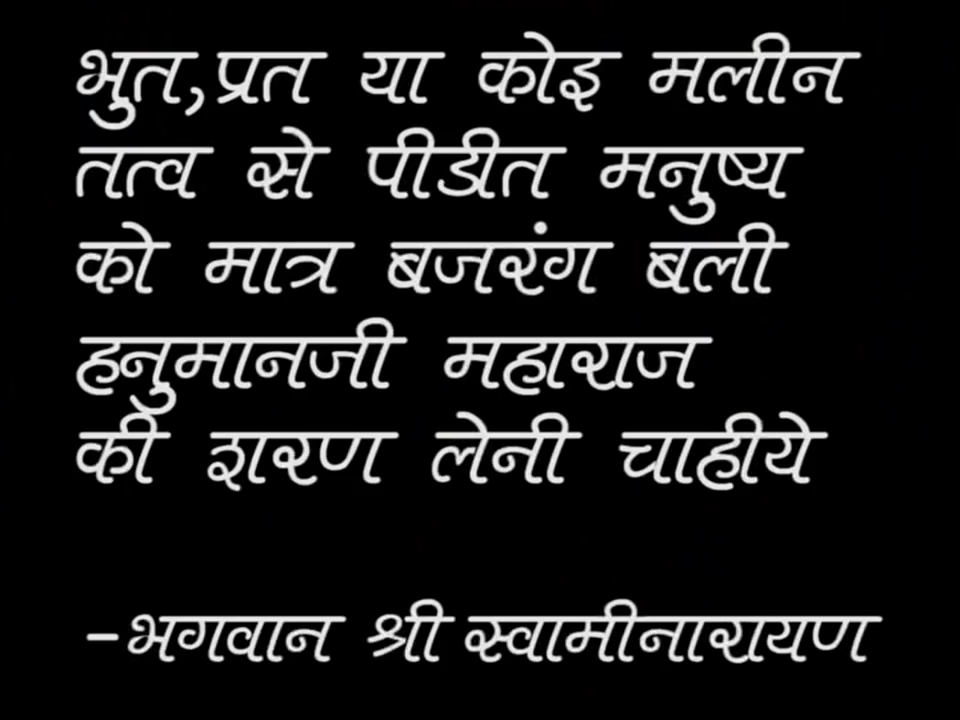 भुत,प्रत या कोइ मलीन
तत्व से पीडीत मनुष्य
को मात्र बजरंग बली
हनुमानजी महाराज
की शरण लेनी चाहीये
-भगवान श्री स्वामीनारायण